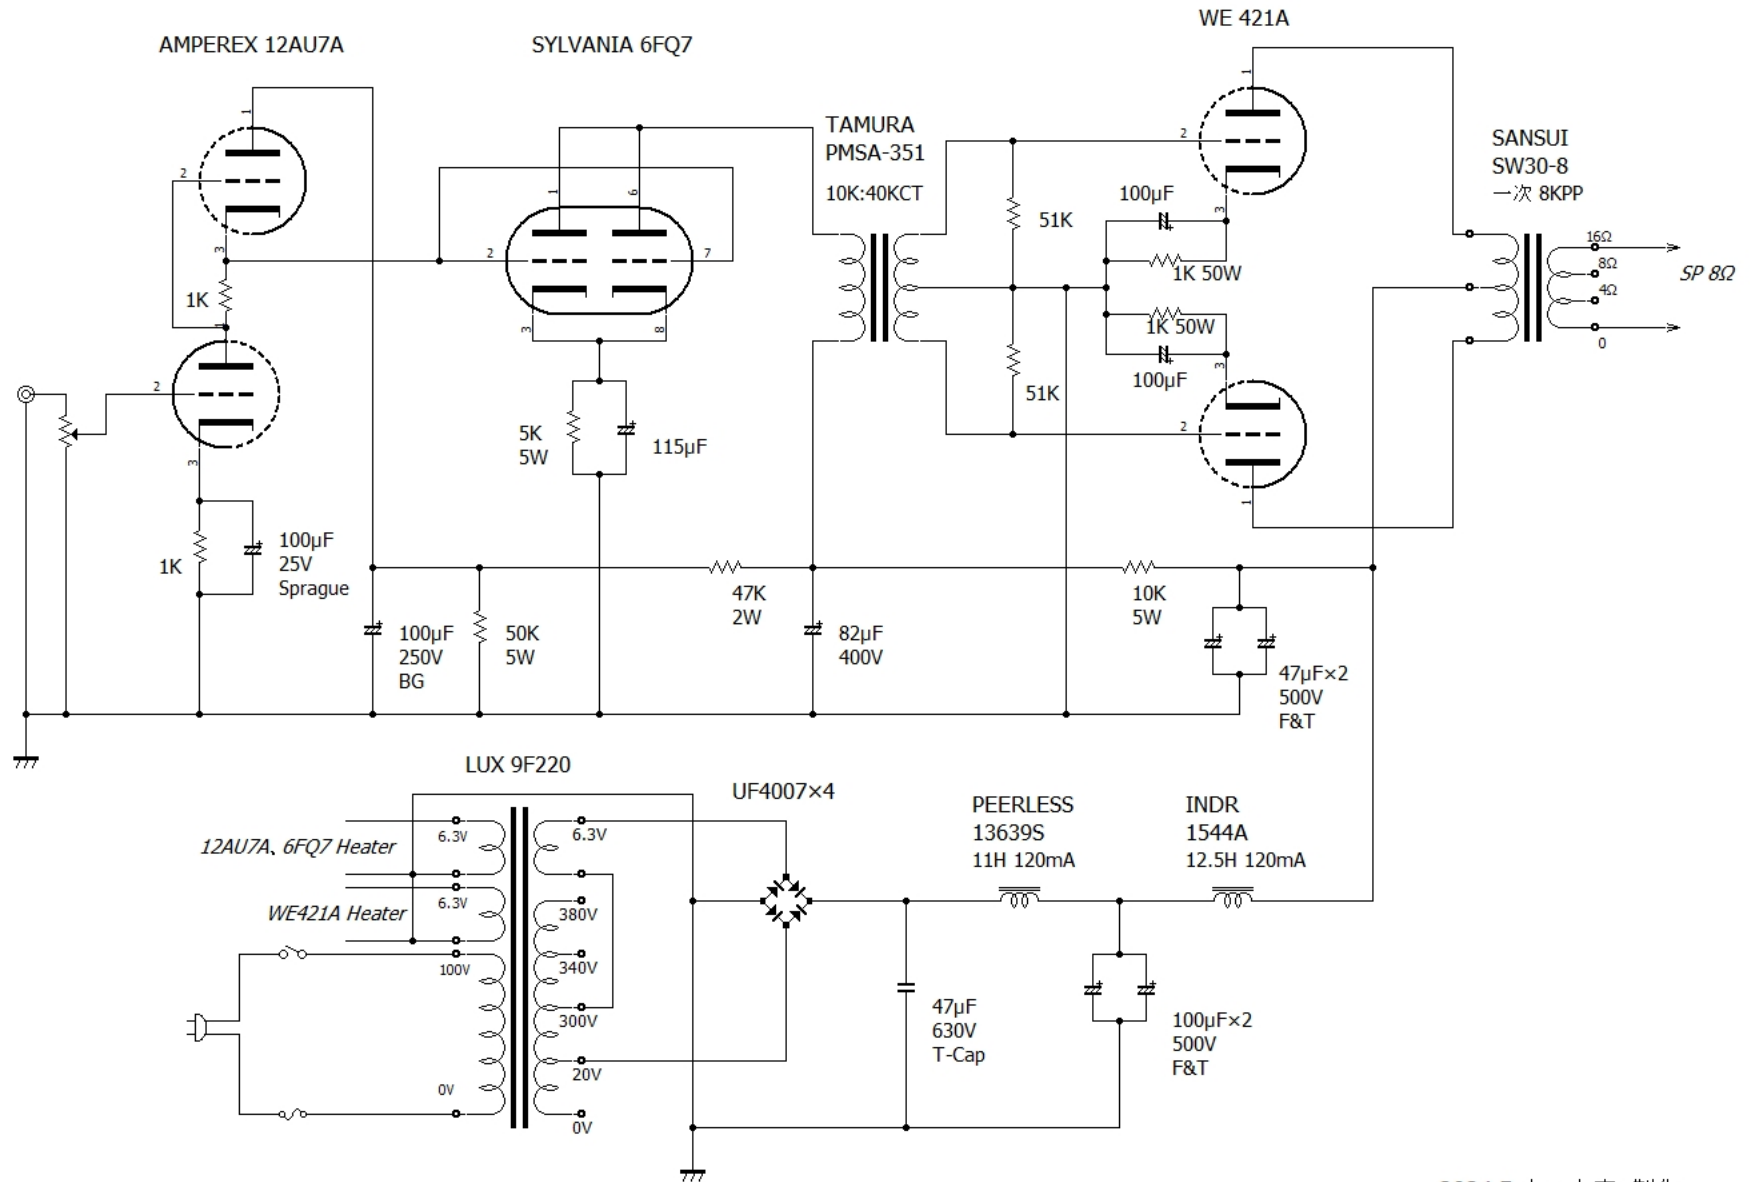 WE 421A
AMPEREX 12AU7A
SYLVANIA 6FQ7
1
1
2
3
1K
1
2
3
1K
100μF
25V
Sprague
1
6
2
7
3
8
5K
5W
115μF
TAMURA
PMSA-351
10K:40KCT
51K
51K
100μF
1K 50W
1K 50W
100μF
2
3
3
2
1
SANSUI
SW30-8
一次 8KPP
16Ω
8Ω
4Ω
0
SP 8Ω
100μF
250V
BG
50K
5W
47K
2W
82μF
400V
10K
5W
47μF×2
500V
F&T
LUX 9F220
UF4007×4
PEERLESS
13639S
11H 120mA
INDR
1544A
12.5H 120mA
12AU7A、6FQ7 Heater
WE421A Heater
6.3V
6.3V
100V
0V
6.3V
380V
340V
300V
20V
0V
47μF
630V
T-Cap
100μF×2
500V
F&T